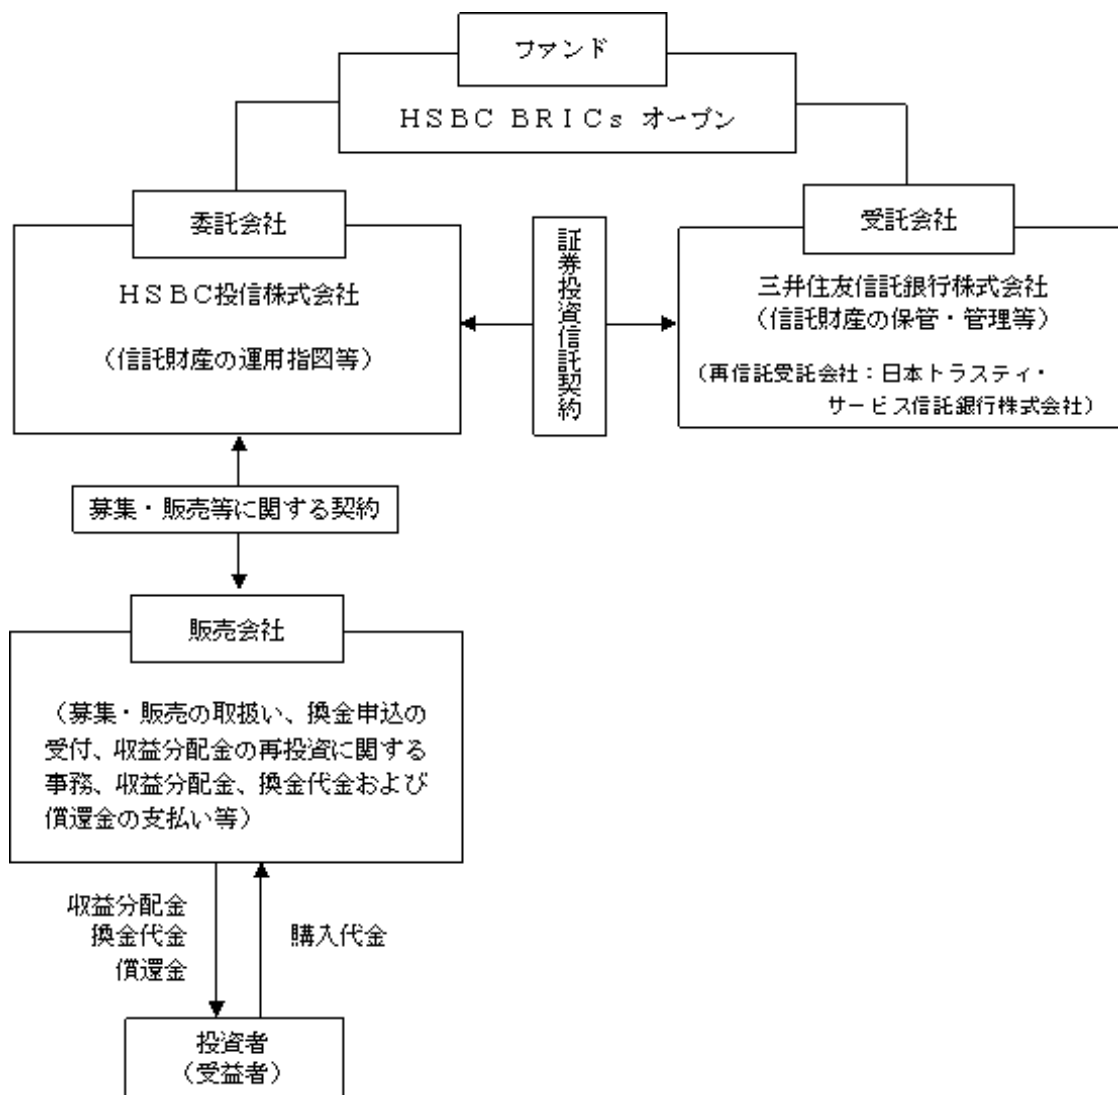 ファンド
ＨＳＢＣ ＢＲＩＣｓ オープン
委託会社
ＨＳＢＣ投信株式会社
（信託財産の運用指図等）
証券投資信託契約
受託会社
三井住友信託銀行株式会社
（信託財産の保管・管理等）
（再信託受託会社：日本トラスティ・
サービス信託銀行株式会社）
募集・販売等に関する契約
販売会社
（募集・販売の取扱い、換金申込の
受付、収益分配金の再投資に関する
事務、収益分配金、換金代金および
償還金の支払い等）
収益分配金
換金代金
償還金
購入代金
投資者
（受益者）